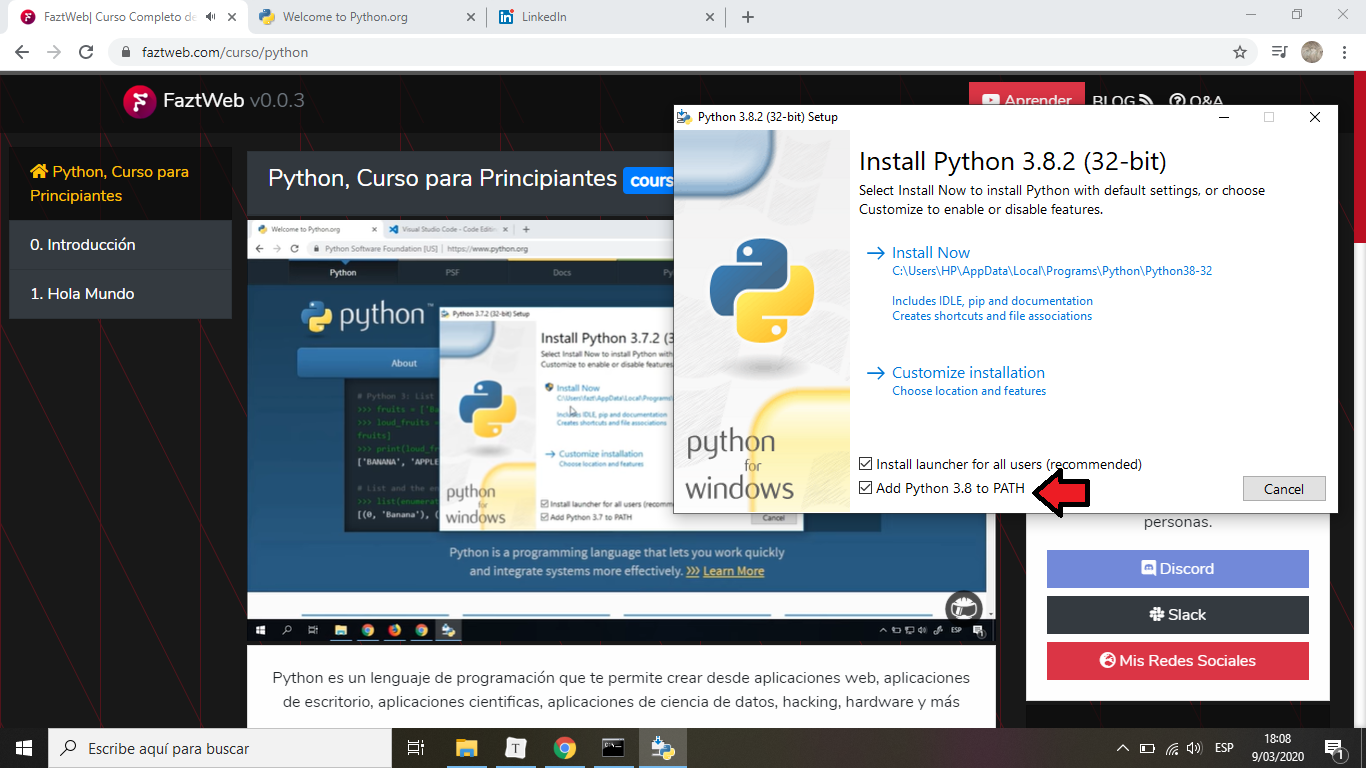 FaztWeb| Curso Completo de
Welcome to Python.org
LinkedIn
faztweb.com/curso/python
FaztWeb v0.0.3
Aprender
BLOG
Q&A
Python, Curso para
Principiantes
0. Introducción
1. Hola Mundo
Python, Curso para Principiantes
cours
Welcome to Python.org
Visual Studio Code - Code Editin
Python Software Foundation [US] | https://www.python.org
Python
PSF
Docs
Py
python™
About
# Python 3: List
>>> fruits = ['Ba
>>> loud_fruits =
fruits]
>>> print(loud_f
['BANANA', 'APPLE
# List and the en
>>> list(enumerat
[(0, 'Banana'), (
Python 3.7.2 (32-bit) Setup
Install Python 3.7.2 (3
Select Install Now to install Python with
Customize to enable or disable features
Install Now
C:\Users\fazt\AppData\Local\Programs\
Includes IDLE, pip and documentation
Creates shortcuts and file associations
Customize installation
Choose location and features
Install launcher for all users (recomm
Add Python 3.7 to PATH
Cancel
python
for
windows
Python is a programming language that lets you work quickly
and integrate systems more effectively. >>> Learn More
ESP
1
Python es un lenguaje de programación que te permite crear desde aplicaciones web, aplicaciones
de escritorio, aplicaciones cientificas, aplicaciones de ciencia de datos, hacking, hardware y más
Python 3.8.2 (32-bit) Setup
Install Python 3.8.2 (32-bit)
Select Install Now to install Python with default settings, or choose
Customize to enable or disable features.
Install Now
C:\Users\HP\AppData\Local\Programs\Python\Python38-32
Includes IDLE, pip and documentation
Creates shortcuts and file associations
Customize installation
Choose location and features
Install launcher for all users (recommended)
Add Python 3.8 to PATH
Cancel
python
for
windows
personas.
Discord
Slack
Mis Redes Sociales
Escribe aquí para buscar
T
ESP
18:08
9/03/2020
1